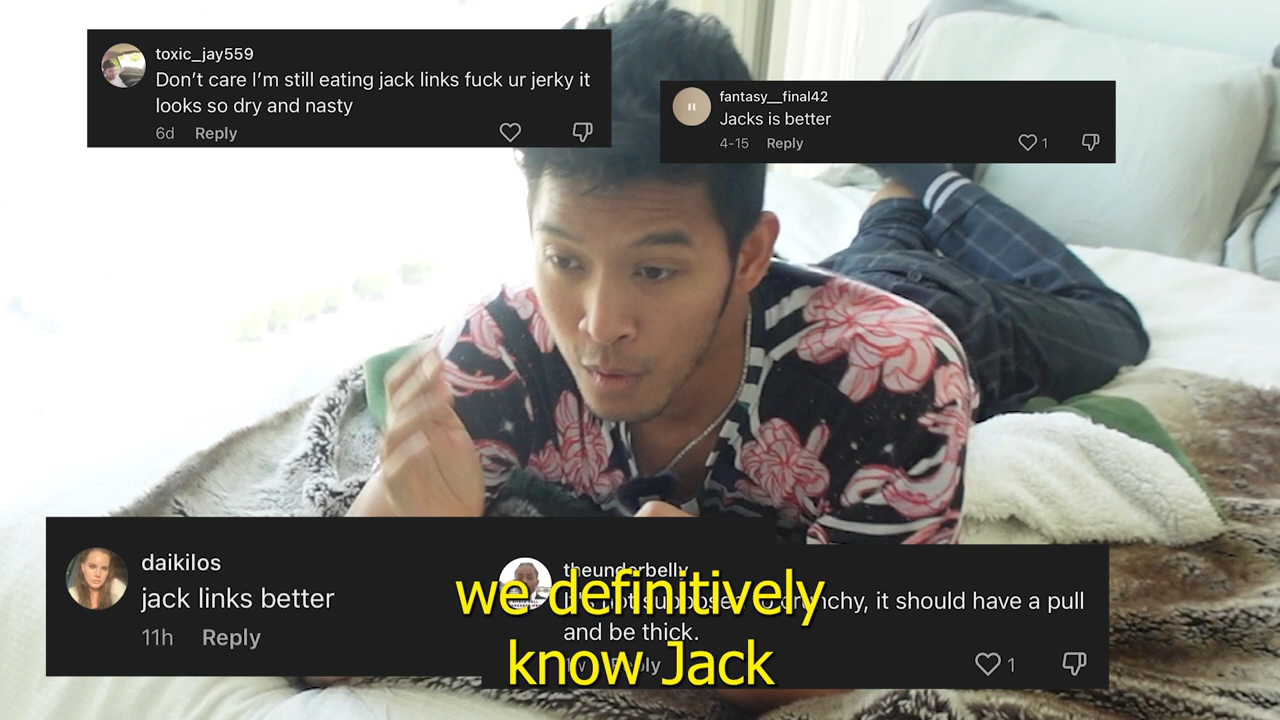 toxic_jay559
Don't care I'm still eating jack links fuck ur jerky it
looks so dry and nasty
6d Reply
fantasy__final42
Jacks is better
4-15 Reply
1
daikilos
jack links better
11h Reply
theunderbelly
crunchy, it should have a pull
and be thick.
1
we definitively
know Jack